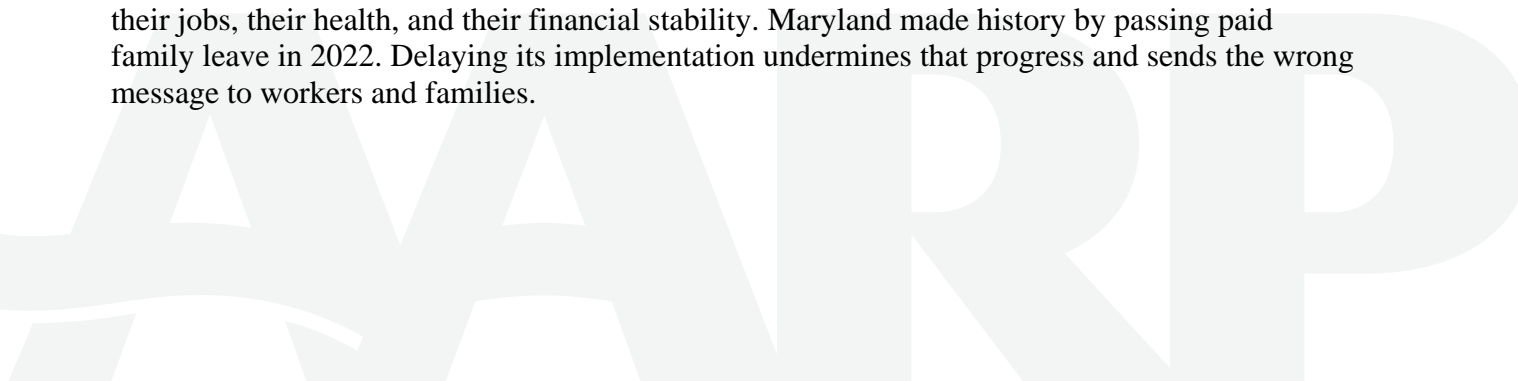 their jobs, their health, and their financial stability. Maryland made history by passing paid
family leave in 2022. Delaying its implementation undermines that progress and sends the wrong
message to workers and families.
AARP